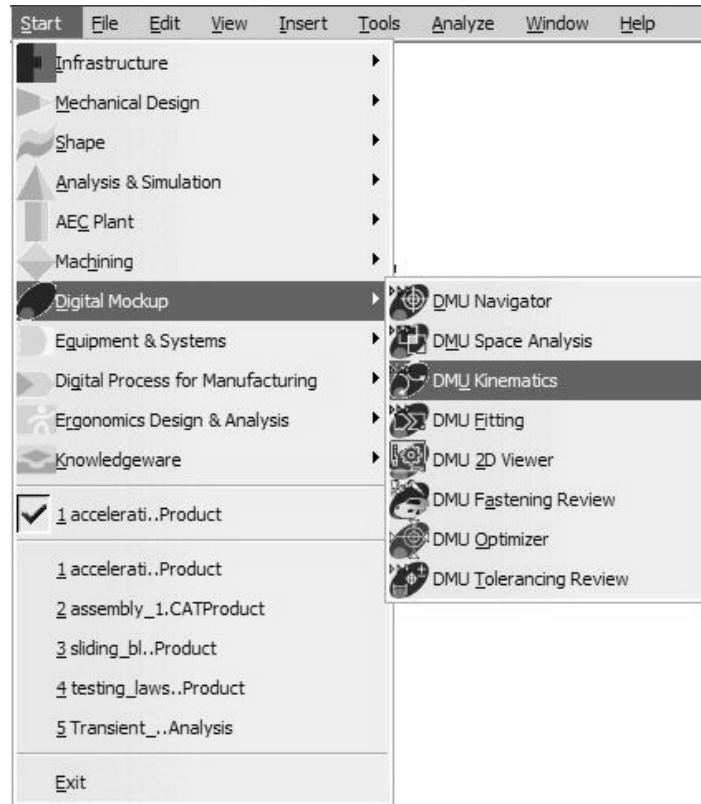 Start File Edit View Insert Tools Analyze Window Help
Infrastructure
Mechanical Design
Shape
Analysis & Simulation
AEC Plant
Machining
Digital Mockup
Equipment & Systems
Digital Process for Manufacturing
Ergonomics Design & Analysis
Knowledgeware
1 accelerati..Product
1 accelerati..Product
2 assembly_1.CATProduct
3 sliding_bl..Product
4 testing_laws..Product
5 Transient_..Analysis
Exit
DMU Navigator
DMU Space Analysis
DMU Kinematics
DMU Fitting
DMU 2D Viewer
DMU Fastening Review
DMU Optimizer
DMU Tolerancing Review